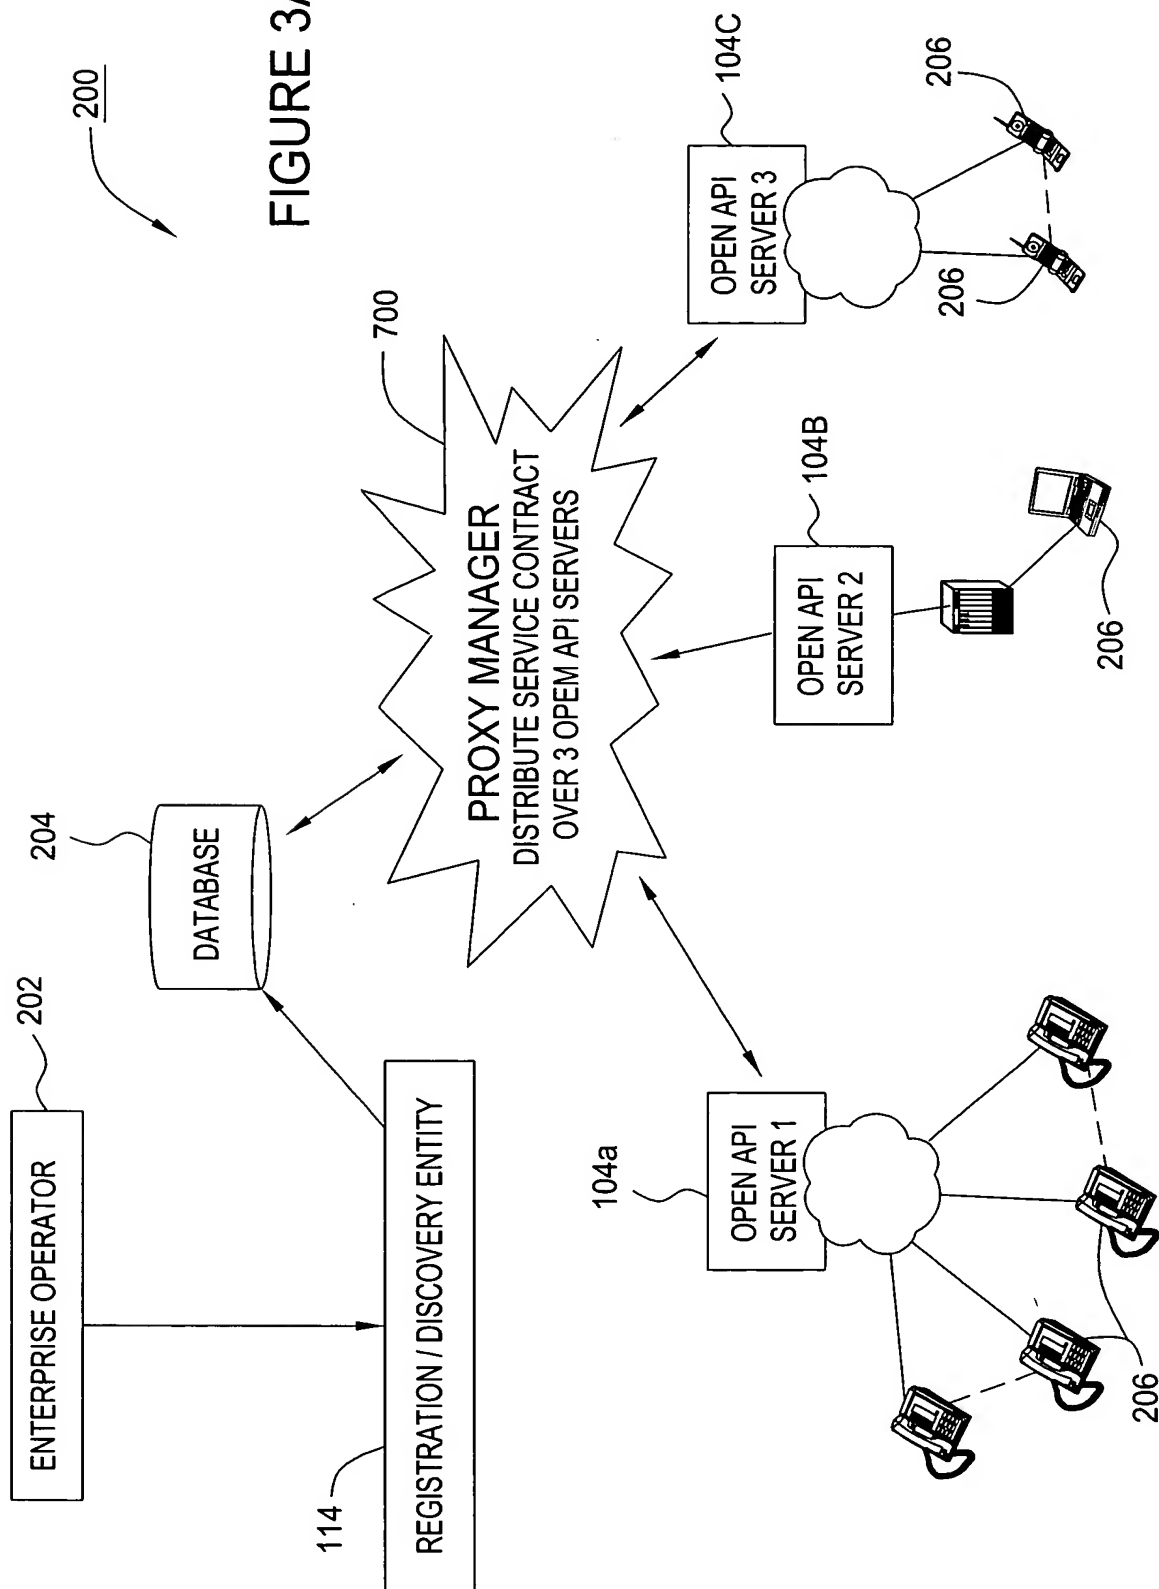 FIGURE 3A
200
ENTERPRISE OPERATOR
202
114
REGISTRATION / DISCOVERY ENTITY
DATABASE
204
PROXY MANAGER
DISTRIBUTE SERVICE CONTRACT
OVER 3 OPEM API SERVERS
700
OPEN API
SERVER 1
104a
206
OPEN API
SERVER 2
104B
206
OPEN API
SERVER 3
104C
206
206